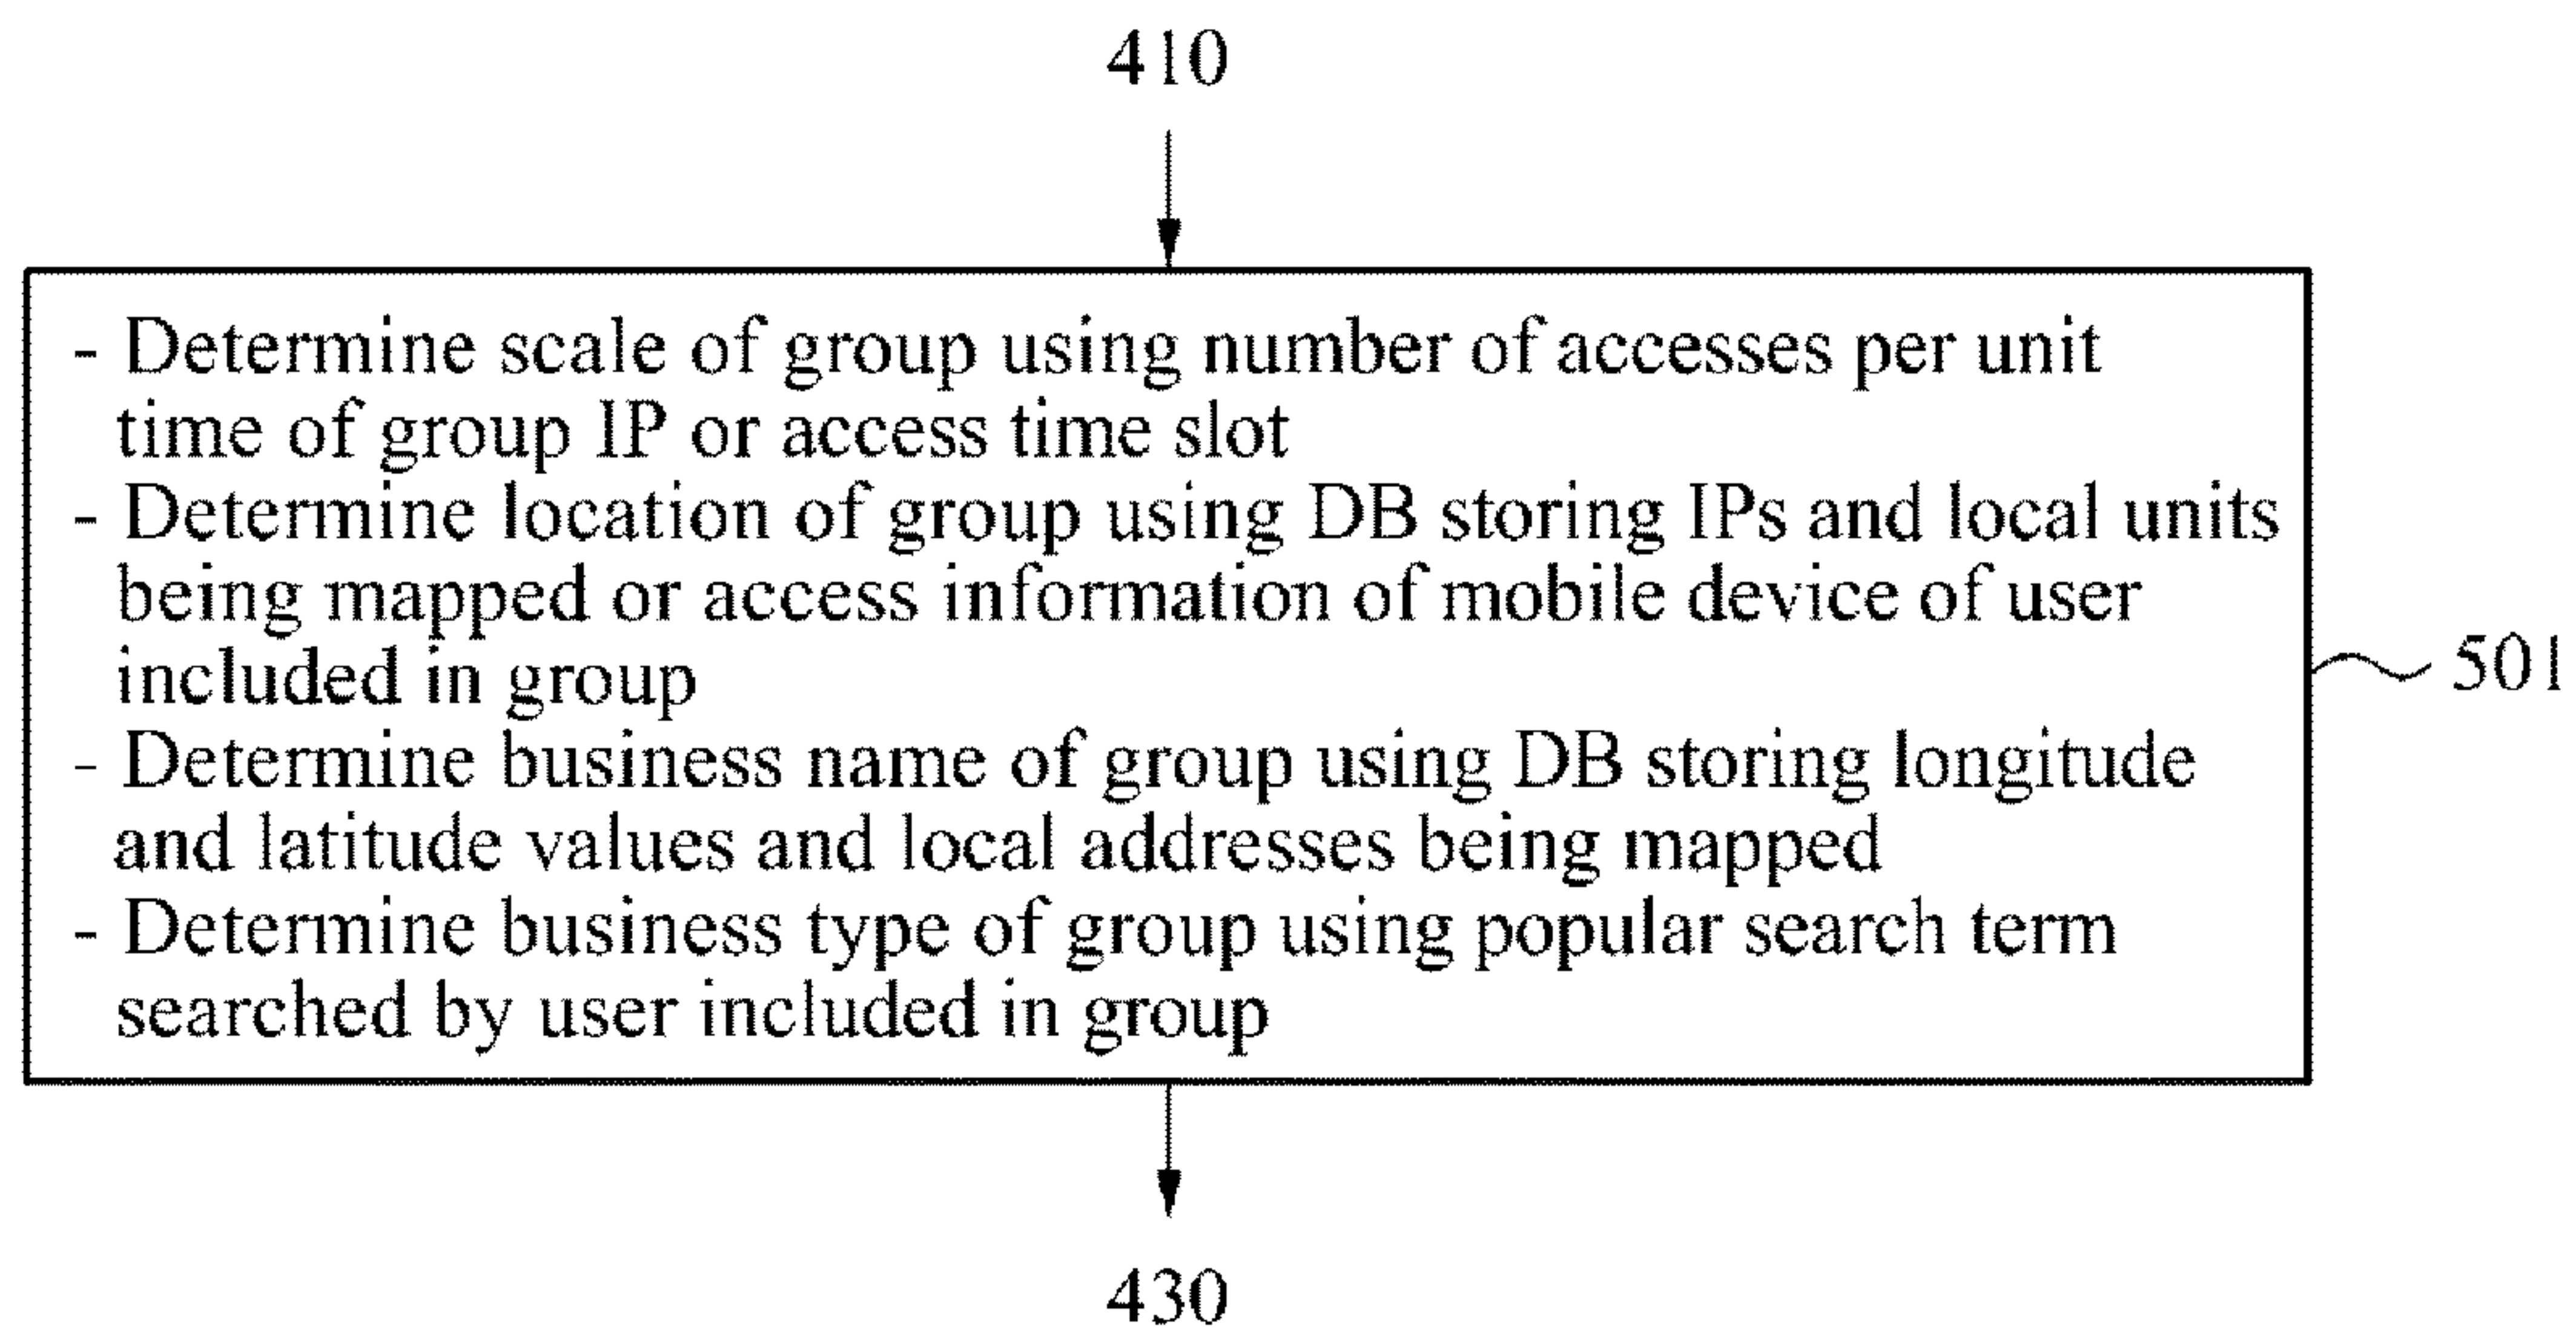 410
- Determine scale of group using number of accesses per unit
time of group IP or access time slot
- Determine location of group using DB storing IPs and local units
being mapped or access information of mobile device of user
included in group
- Determine business name of group using DB storing longitude
and latitude values and local addresses being mapped
- Determine business type of group using popular search term
searched by user included in group
501
430